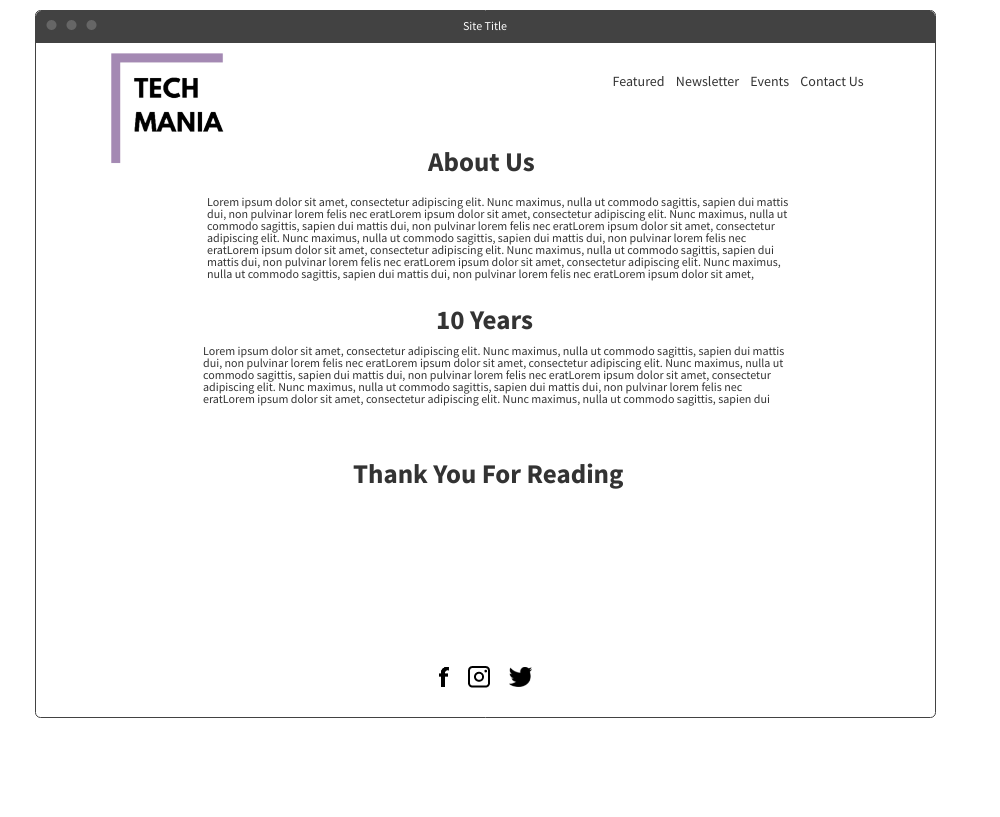 Site Title
TECH
MANIA
Featured Newsletter Events Contact Us
About Us
Lorem ipsum dolor sit amet, consectetur adipiscing elit. Nunc maximus, nulla ut commodo sagittis, sapien dui mattis
dui, non pulvinar lorem felis nec eratLorem ipsum dolor sit amet, consectetur adipiscing elit. Nunc maximus, nulla ut
commodo sagittis, sapien dui mattis dui, non pulvinar lorem felis nec eratLorem ipsum dolor sit amet, consectetur
adipiscing elit. Nunc maximus, nulla ut commodo sagittis, sapien dui mattis dui, non pulvinar lorem felis nec
eratLorem ipsum dolor sit amet, consectetur adipiscing elit. Nunc maximus, nulla ut commodo sagittis, sapien dui
mattis dui, non pulvinar lorem felis nec eratLorem ipsum dolor sit amet, consectetur adipiscing elit. Nunc maximus,
nulla ut commodo sagittis, sapien dui mattis dui, non pulvinar lorem felis nec eratLorem ipsum dolor sit amet,
10 Years
Lorem ipsum dolor sit amet, consectetur adipiscing elit. Nunc maximus, nulla ut commodo sagittis, sapien dui mattis
dui, non pulvinar lorem felis nec eratLorem ipsum dolor sit amet, consectetur adipiscing elit. Nunc maximus, nulla ut
commodo sagittis, sapien dui mattis dui, non pulvinar lorem felis nec eratLorem ipsum dolor sit amet, consectetur
adipiscing elit. Nunc maximus, nulla ut commodo sagittis, sapien dui mattis dui, non pulvinar lorem felis nec
eratLorem ipsum dolor sit amet, consectetur adipiscing elit. Nunc maximus, nulla ut commodo sagittis, sapien dui
Thank You For Reading